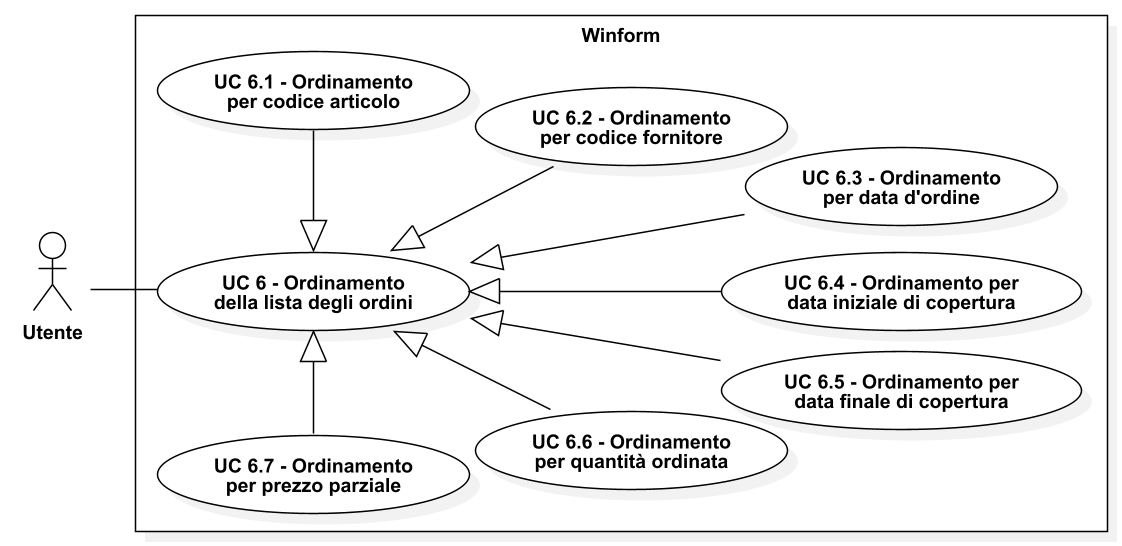 Winform
UC 6.1 - Ordinamento
per codice articolo
UC 6.2 - Ordinamento
per codice fornitore
UC 6.3 - Ordinamento
per data d'ordine
Utente
UC 6 - Ordinamento
della lista degli ordini
UC 6.4 - Ordinamento per
data iniziale di copertura
UC 6.5 - Ordinamento per
data finale di copertura
UC 6.6 - Ordinamento
per quantità ordinata
UC 6.7 - Ordinamento
per prezzo parziale